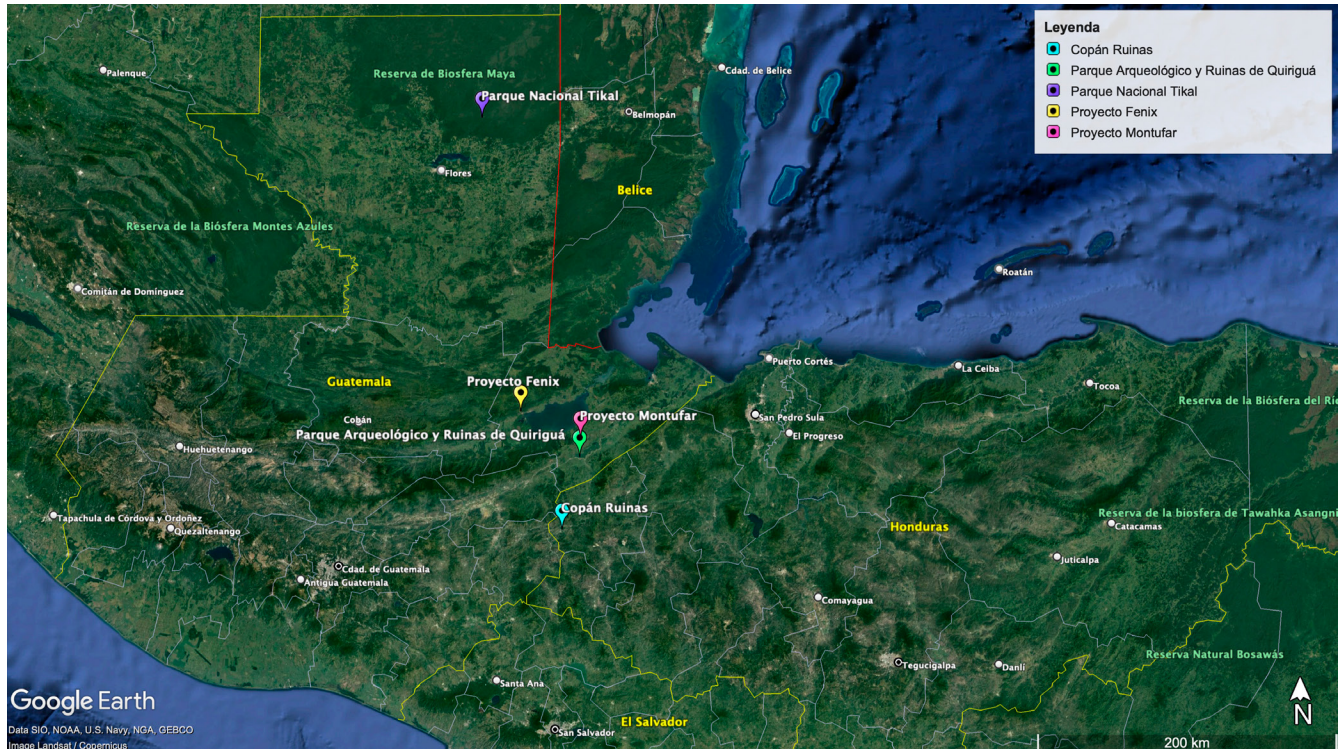 Leyenda
Copán Ruinas
Parque Arqueológico y Ruinas de Quiriguá
Parque Nacional Tikal
Proyecto Fenix
Proyecto Montufar
Palenque
Reserva de Biosfera Maya
Cdad. de Belice
Parque Nacional Tikal
Belmopán
Flores
Belice
Reserva de la Biósfera Montes Azules
Roatán
Comitán de Domínguez
Puerto Cortés
La Ceiba
Guatemala
Proyecto Fenix
Tocoa
Reserva de la Biósfera del Río
Proyecto Montufar
San Pedro Sula
Cobán
Parque Arqueológico y Ruinas de Quiriguá
El Progreso
Huehuetenango
Copán Ruinas
Reserva de la biosfera de Tawahka Asangni
Tapachula de Córdova y Ordoñez
Quezaltenango
Honduras
Catacamas
Juticalpa
Cdad. de Guatemala
Antigua Guatemala
Comayagua
Reserva Natural Bosawás
Tegucigalpa
Danlí
Santa Ana
Google Earth
N
El Salvador
San Salvador
Data SIO, NOAA, U.S. Navy, NGA, GEBCO
Image Landsat / Copernicus
200 km